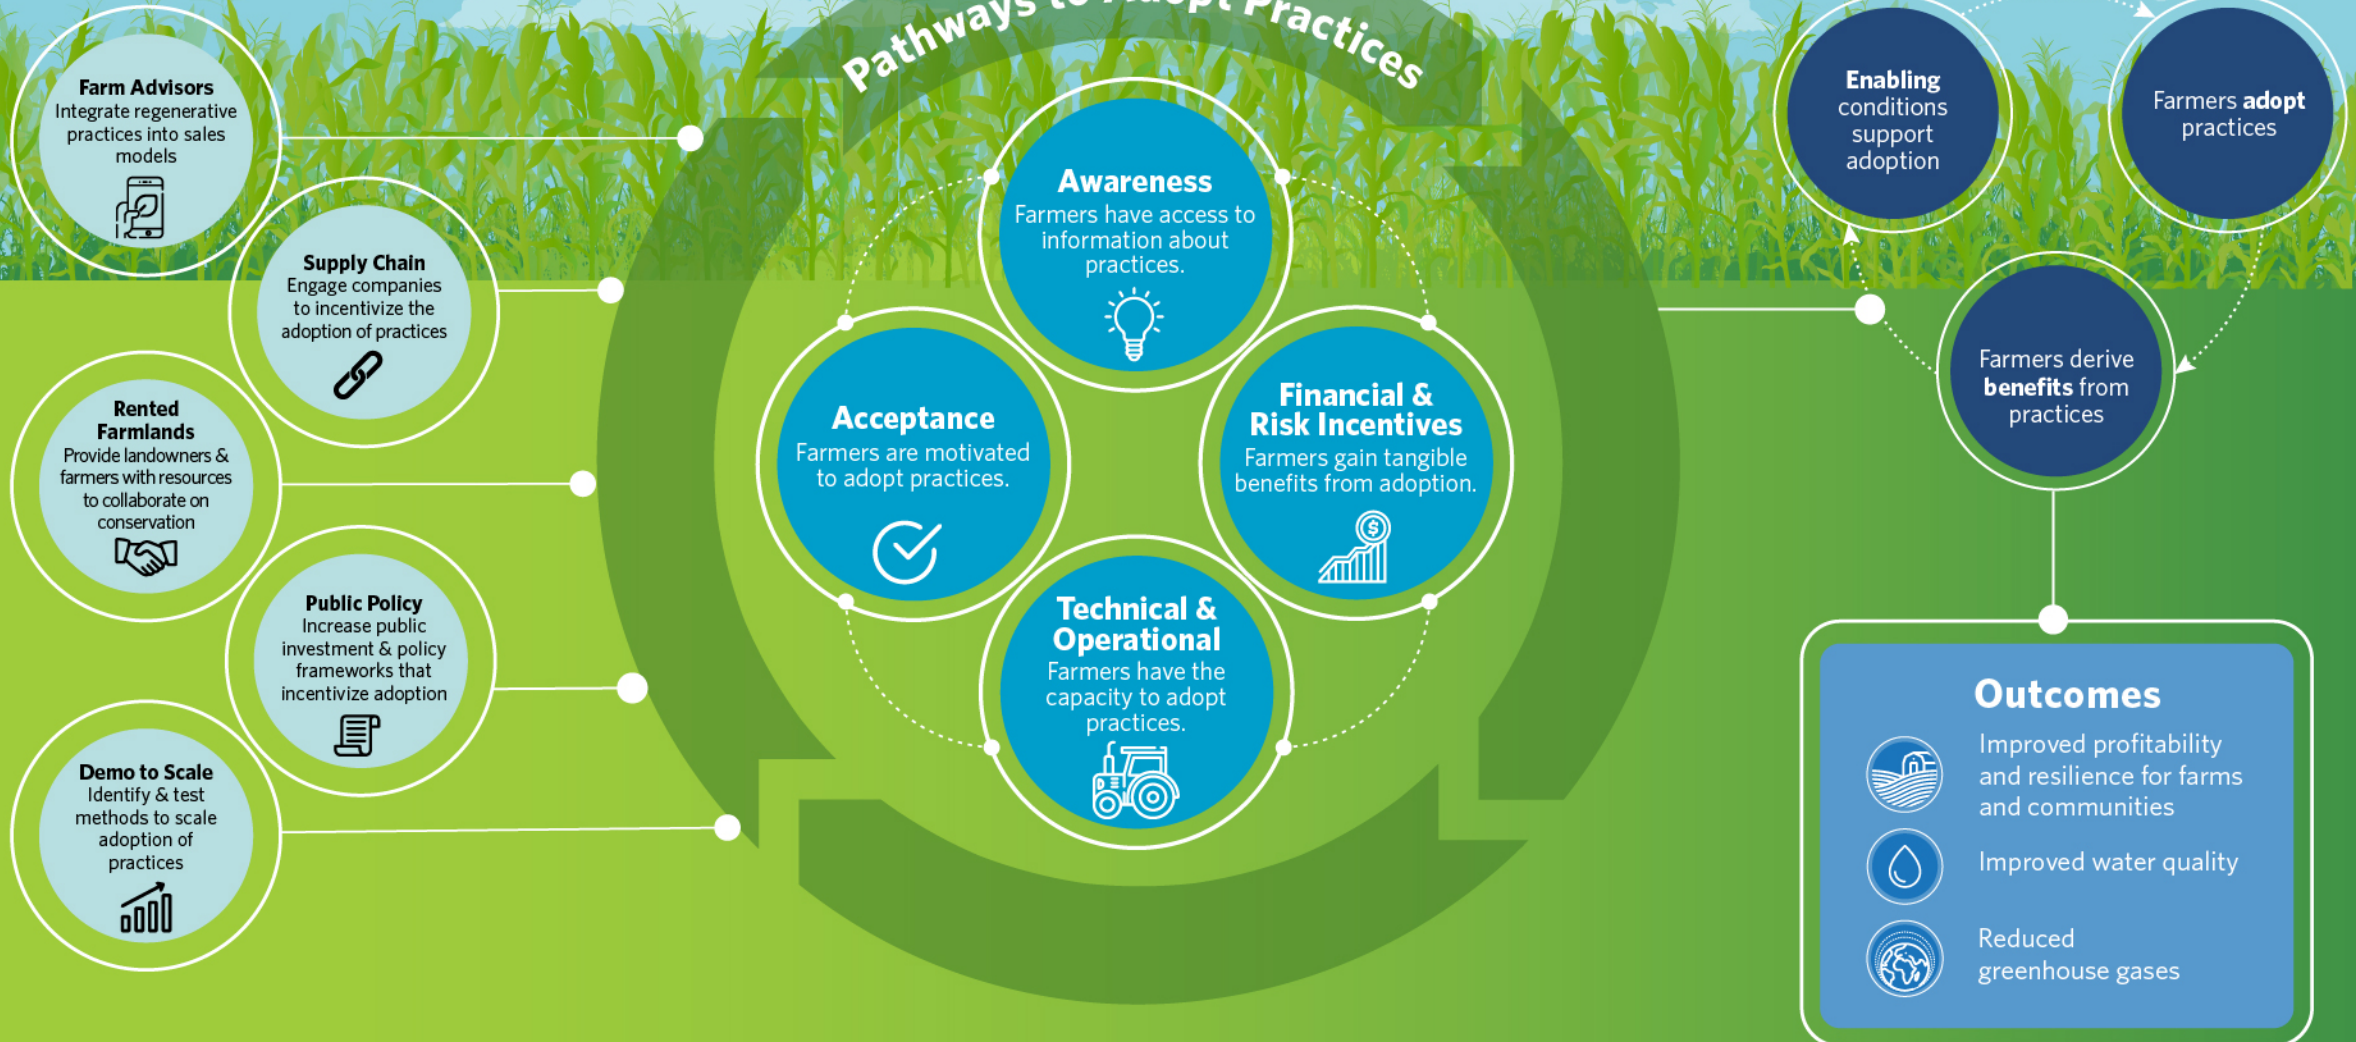 Pathways to Adopt Practices
Farm Advisors
Integrate regenerative
practices into sales
models
Supply Chain
Engage companies
to incentivize the
adoption of practices
Rented
Farmlands
Provide landowners &
farmers with resources
to collaborate on
conservation
Public Policy
Increase public
investment & policy
frameworks that
incentivize adoption
Demo to Scale
Identify & test
methods to scale
adoption of
practices
Awareness
Farmers have access to
information about
practices.
Acceptance
Farmers are motivated
to adopt practices.
Financial &
Risk Incentives
Farmers gain tangible
benefits from adoption.
$
Technical &
Operational
Farmers have the
capacity to adopt
practices.
Enabling
conditions
support
adoption
Farmers adopt
practices
Farmers derive
benefits from
practices
Outcomes
Improved profitability
and resilience for farms
and communities
Improved water quality
Reduced
greenhouse gases